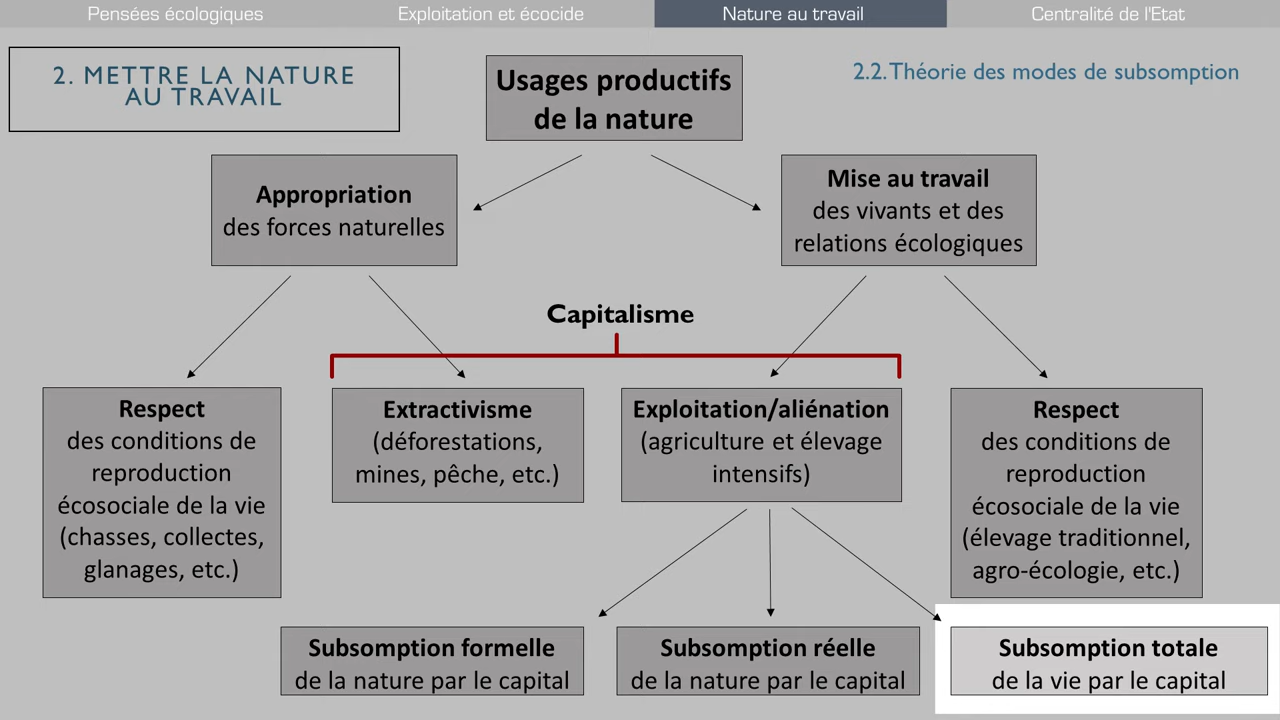 Pensées écologiques
Exploitation et écocide
Nature au travail
Centralité de l'Etat
2. METTRE LA NATURE
AU TRAVAIL
2.2.Théorie des modes de subsomption
Usages productifs
de la nature
Appropriation
des forces naturelles
Mise au travail
des vivants et des
relations écologiques
Capitalisme
Respect
des conditions de
reproduction
écosociale de la vie
(chasses, collectes,
glanages, etc.)
Extractivisme
(déforestations,
mines, pêche, etc.)
Exploitation/aliénation
(agriculture et élevage
intensifs)
Respect
des conditions de
reproduction
écosociale de la vie
(élevage traditionnel,
agro-écologie, etc.)
Subsomption formelle
de la nature par le capital
Subsomption réelle
de la nature par le capital
Subsomption totale
de la vie par le capital